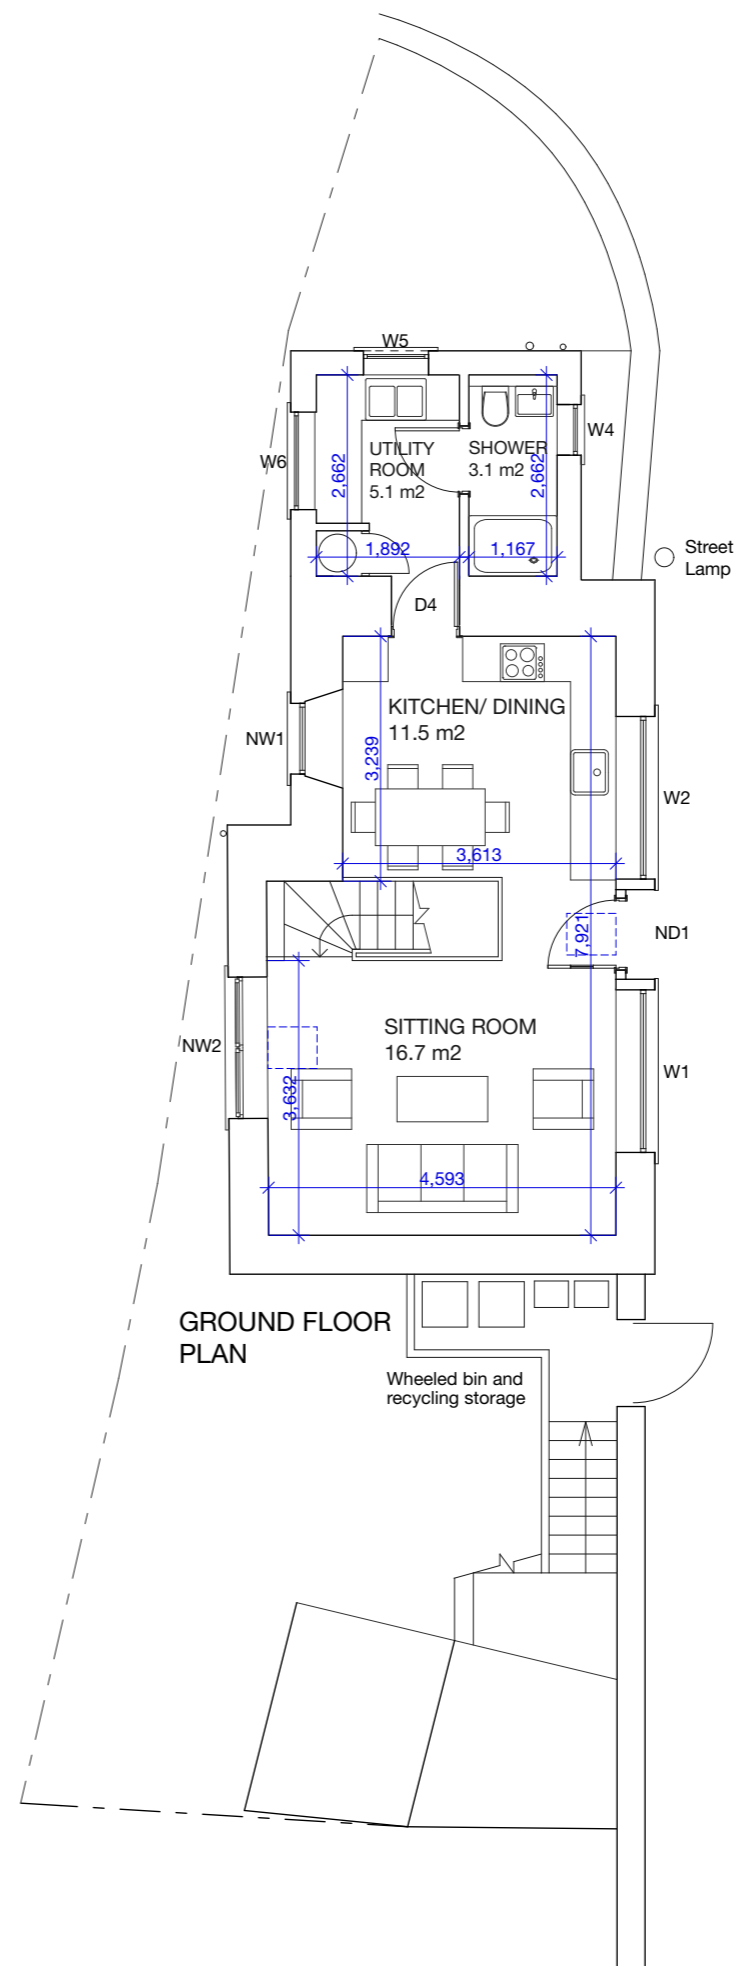 W5
W4
W6
UTILITY
ROOM
5.1 m2
SHOWER
3.1 m2
2,662
2,662
1,892
1,167
Street
Lamp
D4
KITCHEN/ DINING
11.5 m2
NW1
3,239
W2
3,613
7,921
ND1
SITTING ROOM
16.7 m2
NW2
W1
3,632
4,593
GROUND FLOOR
PLAN
Wheeled bin and
recycling storage